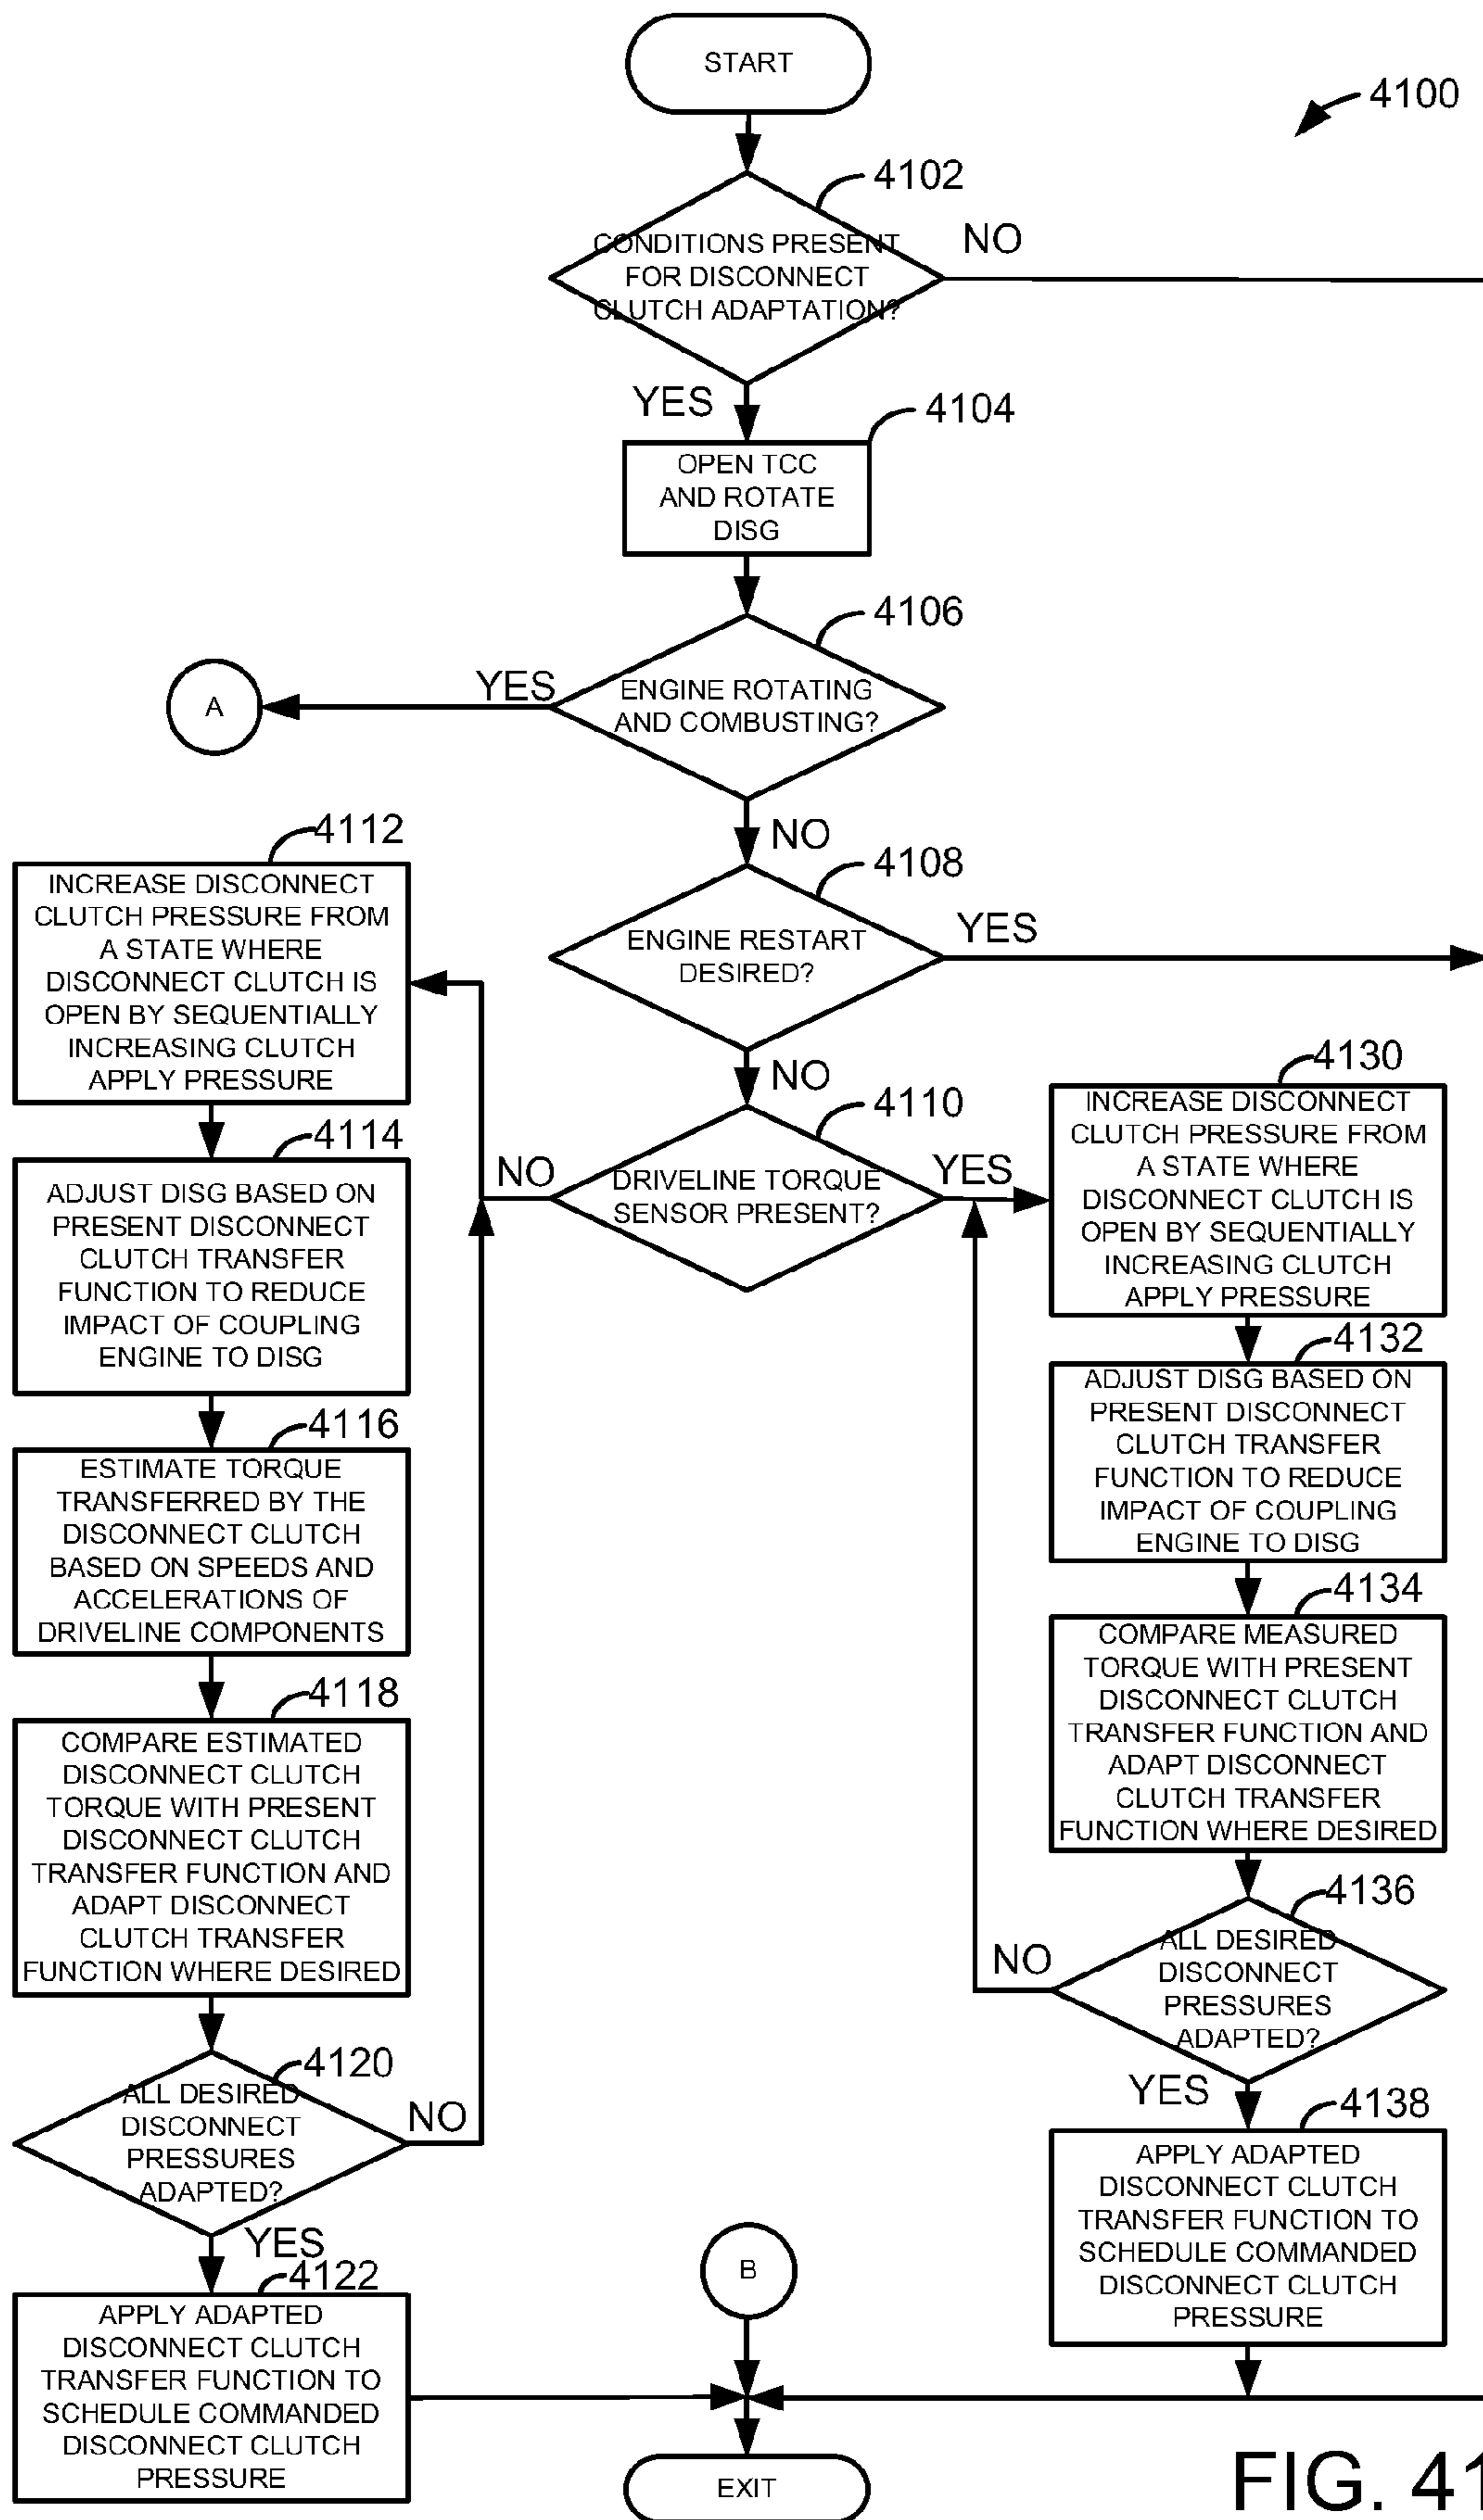 START
4100
4102
CONDITIONS PRESENT
FOR DISCONNECT
CLUTCH ADAPTATION?
NO
YES
4104
OPEN TCC
AND ROTATE
DISG
4106
ENGINE ROTATING
AND COMBUSTING?
YES
A
NO
4108
ENGINE RESTART
DESIRED?
YES
NO
4110
DRIVELINE TORQUE
SENSOR PRESENT?
NO
YES
4112
INCREASE DISCONNECT
CLUTCH PRESSURE FROM
A STATE WHERE
DISCONNECT CLUTCH IS
OPEN BY SEQUENTIALLY
INCREASING CLUTCH
APPLY PRESSURE
4114
ADJUST DISG BASED ON
PRESENT DISCONNECT
CLUTCH TRANSFER
FUNCTION TO REDUCE
IMPACT OF COUPLING
ENGINE TO DISG
4116
ESTIMATE TORQUE
TRANSFERRED BY THE
DISCONNECT CLUTCH
BASED ON SPEEDS AND
ACCELERATIONS OF
DRIVELINE COMPONENTS
4118
COMPARE ESTIMATED
DISCONNECT CLUTCH
TORQUE WITH PRESENT
DISCONNECT CLUTCH
TRANSFER FUNCTION AND
ADAPT DISCONNECT
CLUTCH TRANSFER
FUNCTION WHERE DESIRED
4120
ALL DESIRED
DISCONNECT
PRESSURES
ADAPTED?
NO
YES
4122
APPLY ADAPTED
DISCONNECT CLUTCH
TRANSFER FUNCTION TO
SCHEDULE COMMANDED
DISCONNECT CLUTCH
PRESSURE
4130
INCREASE DISCONNECT
CLUTCH PRESSURE FROM
A STATE WHERE
DISCONNECT CLUTCH IS
OPEN BY SEQUENTIALLY
INCREASING CLUTCH
APPLY PRESSURE
4132
ADJUST DISG BASED ON
PRESENT DISCONNECT
CLUTCH TRANSFER
FUNCTION TO REDUCE
IMPACT OF COUPLING
ENGINE TO DISG
4134
COMPARE MEASURED
TORQUE WITH PRESENT
DISCONNECT CLUTCH
TRANSFER FUNCTION AND
ADAPT DISCONNECT
CLUTCH TRANSFER
FUNCTION WHERE DESIRED
4136
ALL DESIRED
DISCONNECT
PRESSURES
ADAPTED?
NO
YES
4138
APPLY ADAPTED
DISCONNECT CLUTCH
TRANSFER FUNCTION TO
SCHEDULE COMMANDED
DISCONNECT CLUTCH
PRESSURE
B
EXIT
FIG. 41